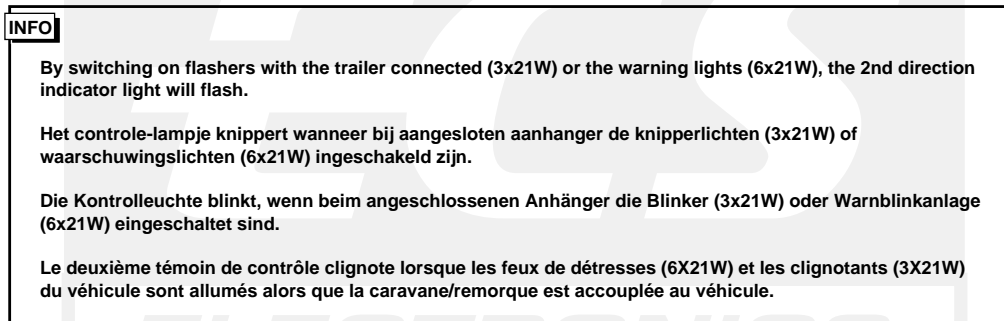 INFO
By switching on flashers with the trailer connected (3x21W) or the warning lights (6x21W), the 2nd direction
indicator light will flash.
Het controle-lampje knippert wanneer bij aangesloten aanhanger de knipperlichten (3x21W) of
waarschuwingslichten (6x21W) ingeschakeld zijn.
Die Kontrolleuchte blinkt, wenn beim angeschlossenen Anhänger die Blinker (3x21W) oder Warnblinkanlage
(6x21W) eingeschaltet sind.
Le deuxième témoin de contrôle clignote lorsque les feux de détresses (6X21W) et les clignotants (3X21W)
du véhicule sont allumés alors que la caravane/remorque est accouplée au véhicule.
ECS
ELECTRONICS